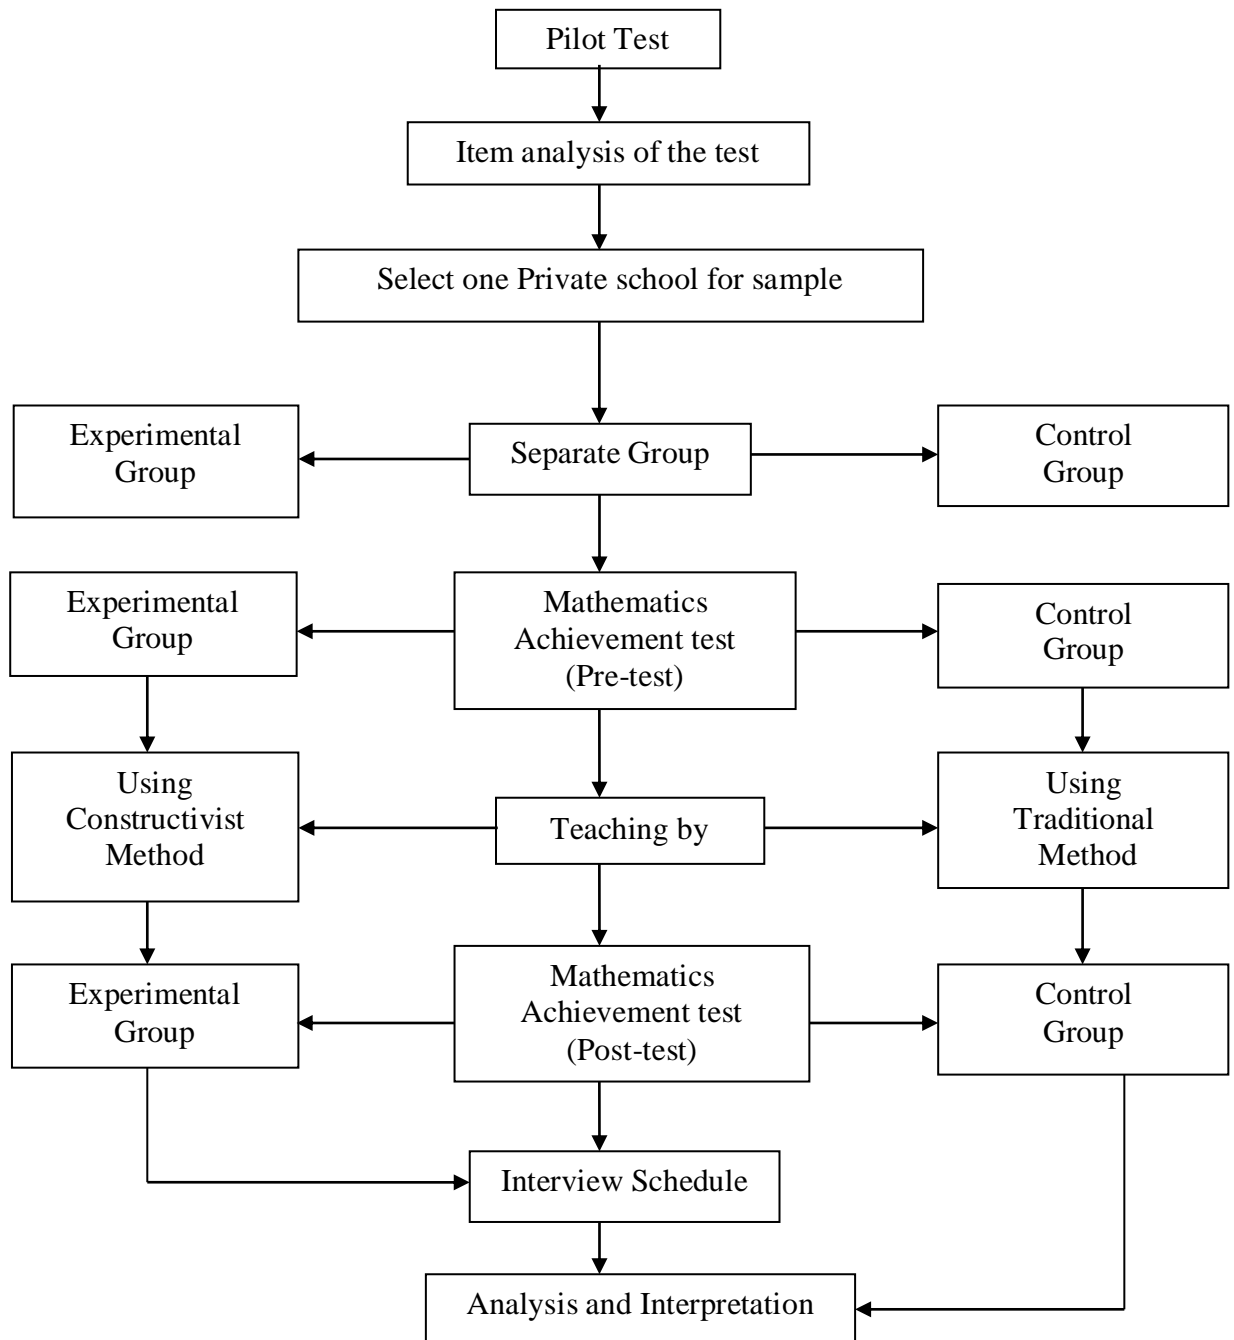 Pilot Test
Item analysis of the test
Select one Private school for sample
Experimental
Group
Separate Group
Control
Group
Experimental
Group
Mathematics
Achievement test
(Pre-test)
Control
Group
Using
Constructivist
Method
Teaching by
Using
Traditional
Method
Experimental
Group
Mathematics
Achievement test
(Post-test)
Control
Group
Interview Schedule
Analysis and Interpretation